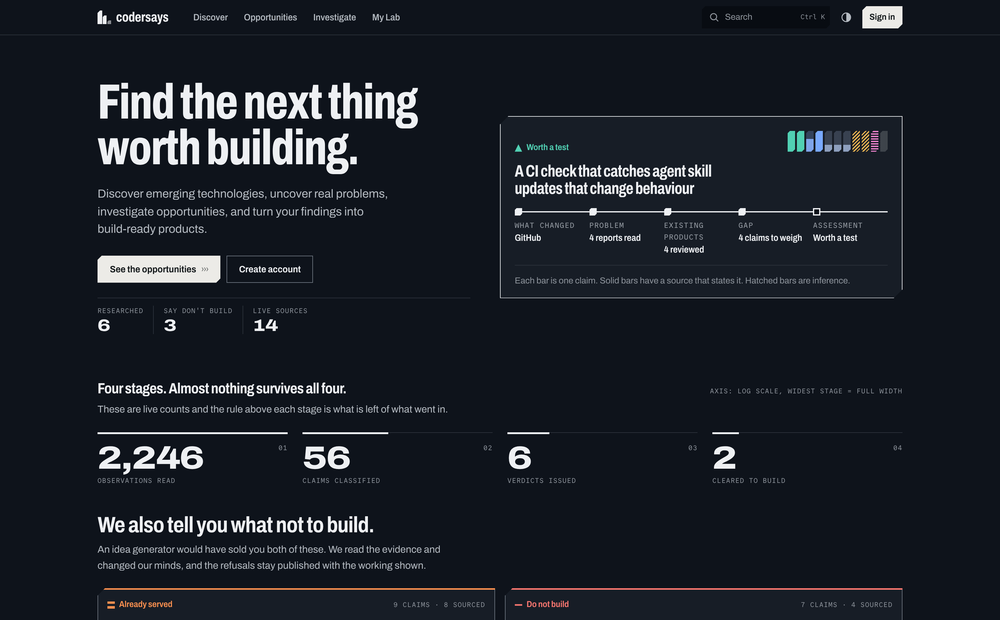 codersays
Discover Opportunities Investigate My Lab
Search Ctrl K
Sign in
Find the next thing
worth building.
Discover emerging technologies, uncover real problems,
investigate opportunities, and turn your findings into
build-ready products.
See the opportunities ›››
Create account
RESEARCHED
6
SAY DON'T BUILD
3
LIVE SOURCES
14
Worth a test
A CI check that catches agent skill
updates that change behaviour
WHAT CHANGED
GitHub
PROBLEM
4 reports read
EXISTING
PRODUCTS
4 reviewed
GAP
4 claims to weigh
ASSESSMENT
Worth a test
Each bar is one claim. Solid bars have a source that states it. Hatched bars are inference.
Four stages. Almost nothing survives all four.
These are live counts and the rule above each stage is what is left of what went in.
AXIS: LOG SCALE, WIDEST STAGE = FULL WIDTH
2,246
01
OBSERVATIONS READ
56
02
CLAIMS CLASSIFIED
6
03
VERDICTS ISSUED
2
04
CLEARED TO BUILD
We also tell you what not to build.
An idea generator would have sold you both of these. We read the evidence and
changed our minds, and the refusals stay published with the working shown.
Already served
9 CLAIMS · 8 SOURCED
Do not build
7 CLAIMS · 4 SOURCED